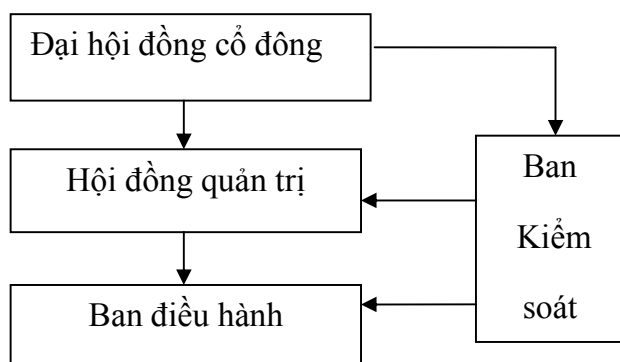 Đại hội đồng cổ đông
Hội đồng quản trị
Ban điều hành
Ban
Kiểm
soát